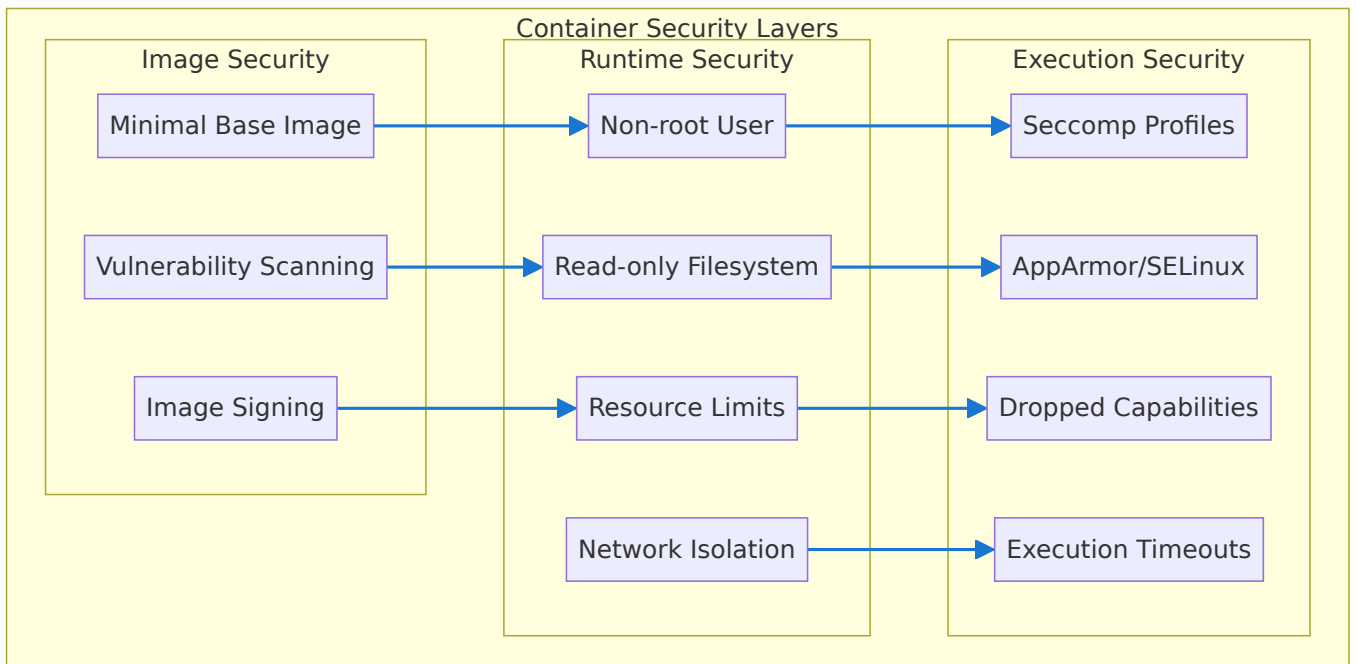 Container Security Layers
Image Security
Runtime Security
Execution Security
Minimal Base Image
Non-root User
Seccomp Profiles
Vulnerability Scanning
Read-only Filesystem
AppArmor/SELinux
Image Signing
Resource Limits
Dropped Capabilities
Network Isolation
Execution Timeouts